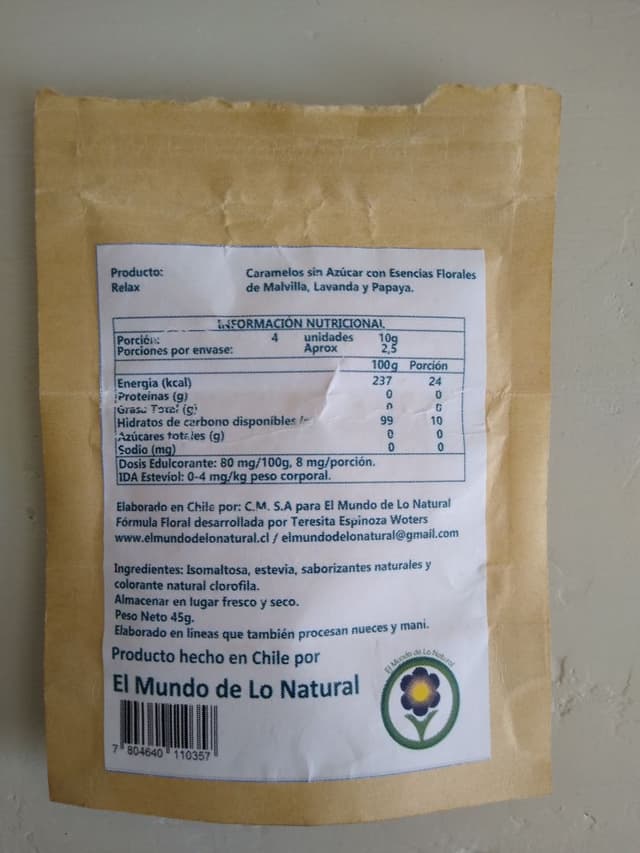 Producto:
Relax
Caramelos sin Azúcar con Esencias Florales
de Malvilla, Lavanda y Papaya.
INFORMACIÓN NUTRICIONAL
Porción: 4 unidades 10g
Porciones por envase: Aprox 2,5
100g Porción
Energía (kcal) 237 24
Proteínas (g) 0 0
Grasa Total (g) 0 0
Hidratos de carbono disponibles 99 10
Azúcares totales (g) 0 0
Sodio (mg) 0 0
Dosis Edulcorante: 80 mg/100g, 8 mg/porción.
IDA Esteviol: 0-4 mg/kg peso corporal.
Elaborado en Chile por: C.M. S.A para El Mundo de Lo Natural
Fórmula Floral desarrollada por Teresita Espinoza Woters
www.elmundodelonatural.cl / elmundodelonatural@gmail.com
Ingredientes: Isomaltosa, estevia, saborizantes naturales y
colorante natural clorofila.
Almacenar en lugar fresco y seco.
Peso Neto 45g.
Elaborado en líneas que también procesan nueces y mani.
Producto hecho en Chile por
El Mundo de Lo Natural
El Mundo de Lo Natural
7 804640 110357